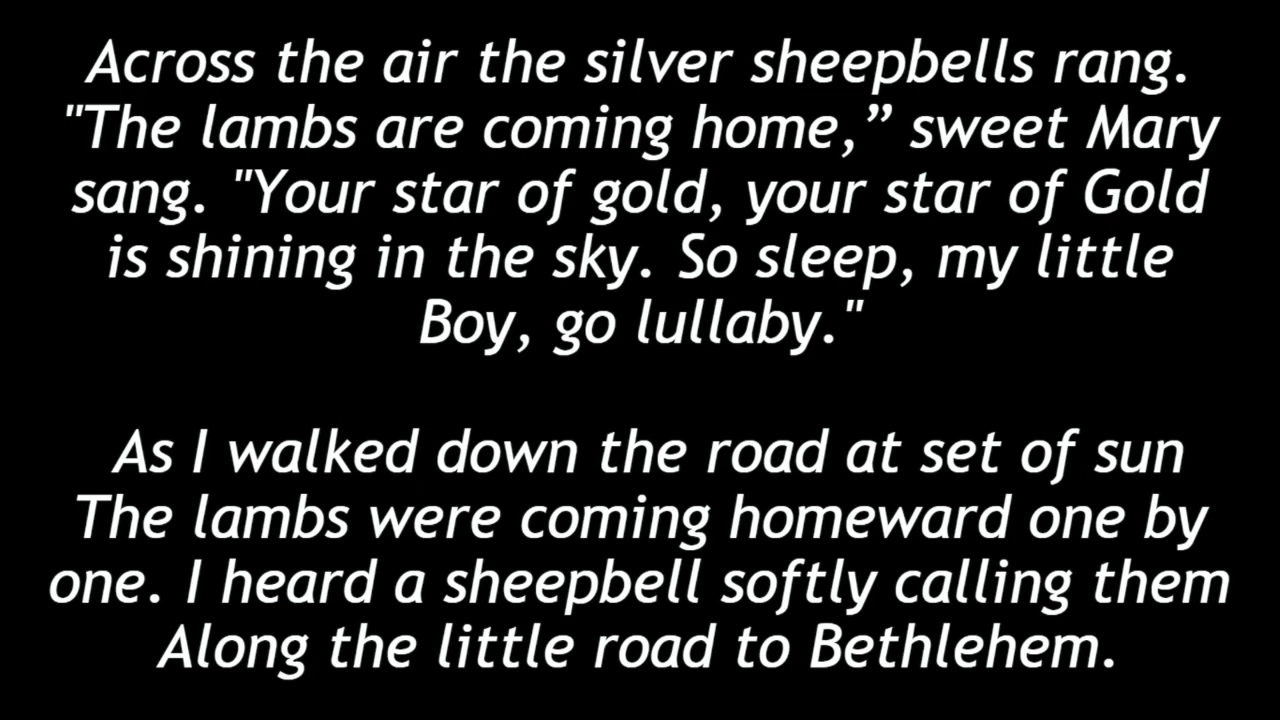 Across the air the silver sheepbells rang.
"The lambs are coming home,” sweet Mary
sang. "Your star of gold, your star of Gold
is shining in the sky. So sleep, my little
Boy, go lullaby."
As I walked down the road at set of sun
The lambs were coming homeward one by
one. I heard a sheepbell softly calling them
Along the little road to Bethlehem.